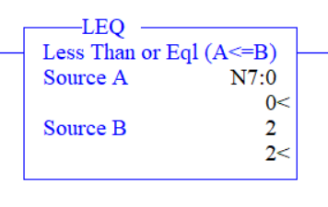 LEQ
Less Than or Eql (A<=B)
Source A N7:0
0<
Source B 2
2<